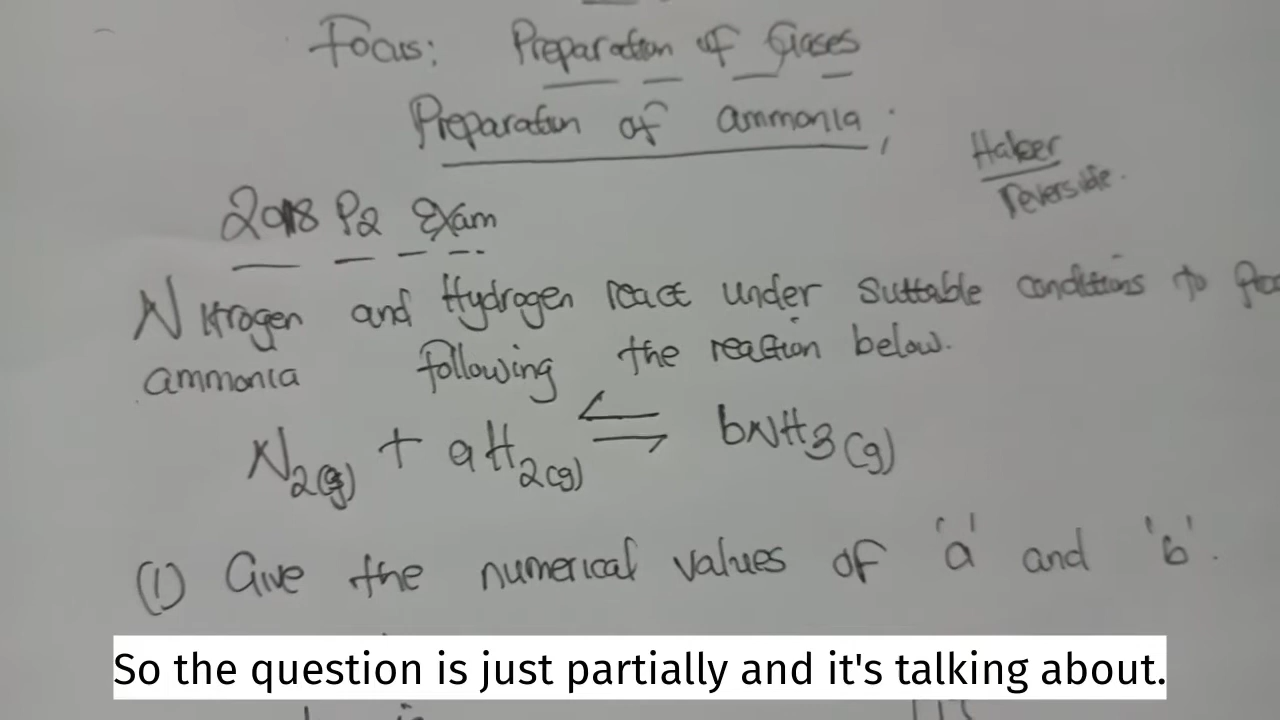 Focus: Preparation of Gases
Preparation of ammonia;
Haber
reversible.
2018 P2 Exam
Nitrogen and Hydrogen react under suitable conditions to
ammonia following the reaction below.
N2(g) + aH2(g) ⇌ bNH3(g)
(1) Give the numerical values of 'a' and 'b'.
So the question is just partially and it's talking about.